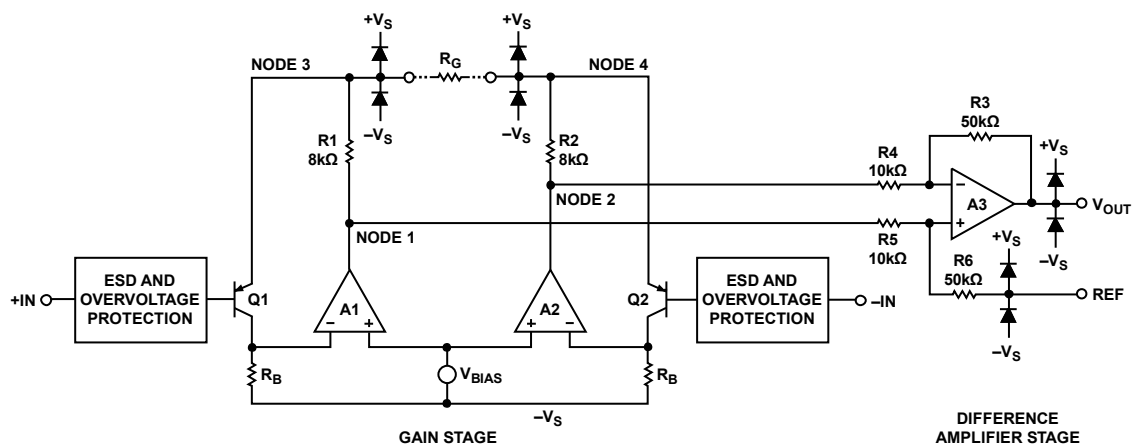 +VS
+VS
NODE 3
RG
NODE 4
–VS
–VS
R1
8kΩ
R2
8kΩ
R3
50kΩ
R4
10kΩ
+VS
–
A3
+
VOUT
NODE 2
NODE 1
R5
10kΩ
–VS
+VS
R6
50kΩ
REF
–VS
+IN
ESD AND
OVERVOLTAGE
PROTECTION
Q1
A1
– +
A2
+ –
Q2
ESD AND
OVERVOLTAGE
PROTECTION
–IN
RB
VBIAS
RB
–VS
GAIN STAGE
DIFFERENCE
AMPLIFIER STAGE